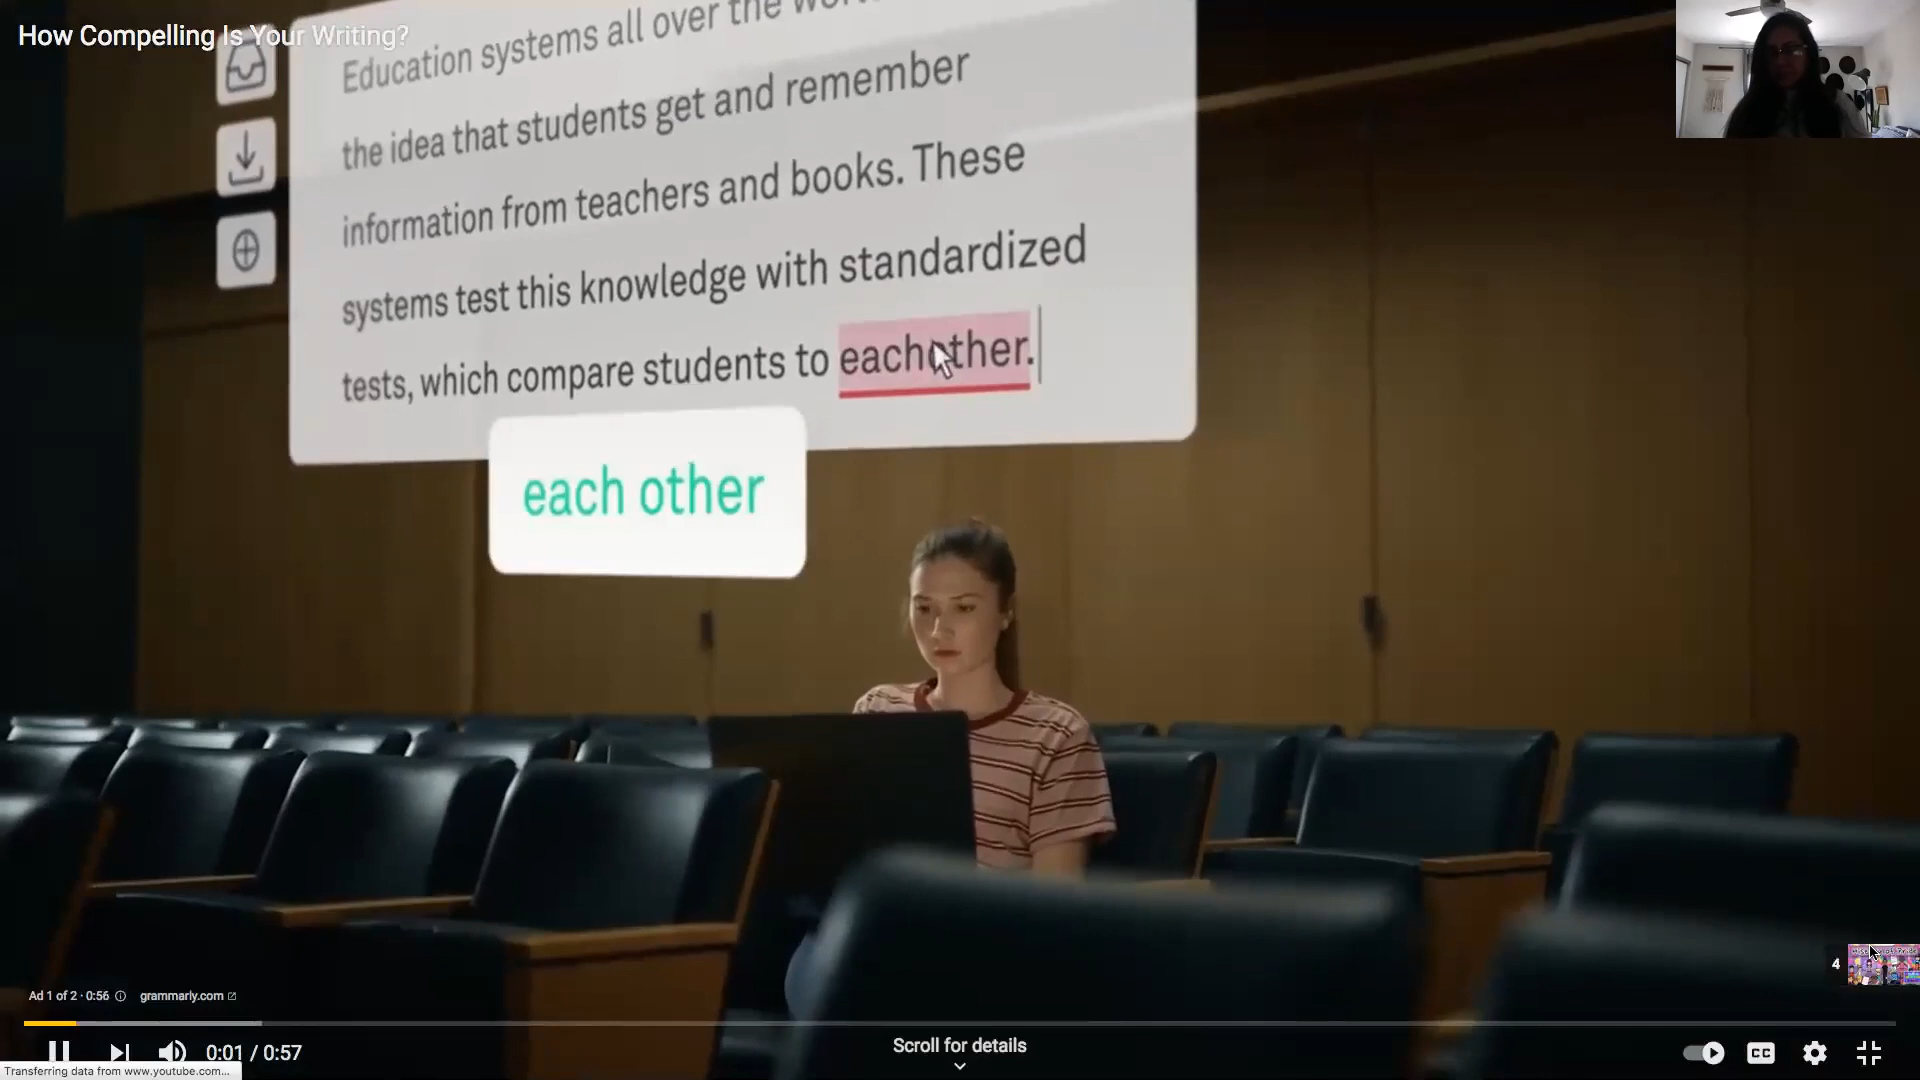 How Compelling Is Your Writing?
Education systems all over the
the idea that students get and remember
information from teachers and books. These
systems test this knowledge with standardized
tests, which compare students to eachother.
each other
4
Ad 1 of 2 · 0:56
grammarly.com
0:01 / 0:57
Scroll for details
CC
Transferring data from www.youtube.com...